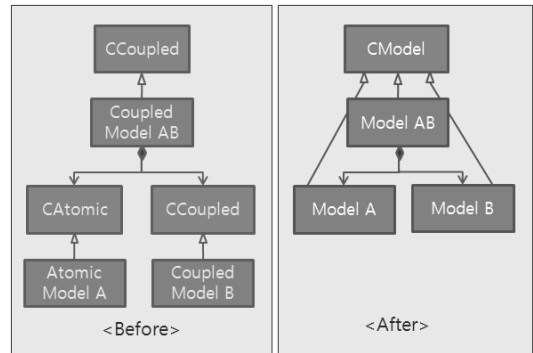 CCoupled
Coupled
Model AB
CAtomic
CCoupled
Atomic
Model A
Coupled
Model B
<Before>
CModel
Model AB
Model A
Model B
<After>